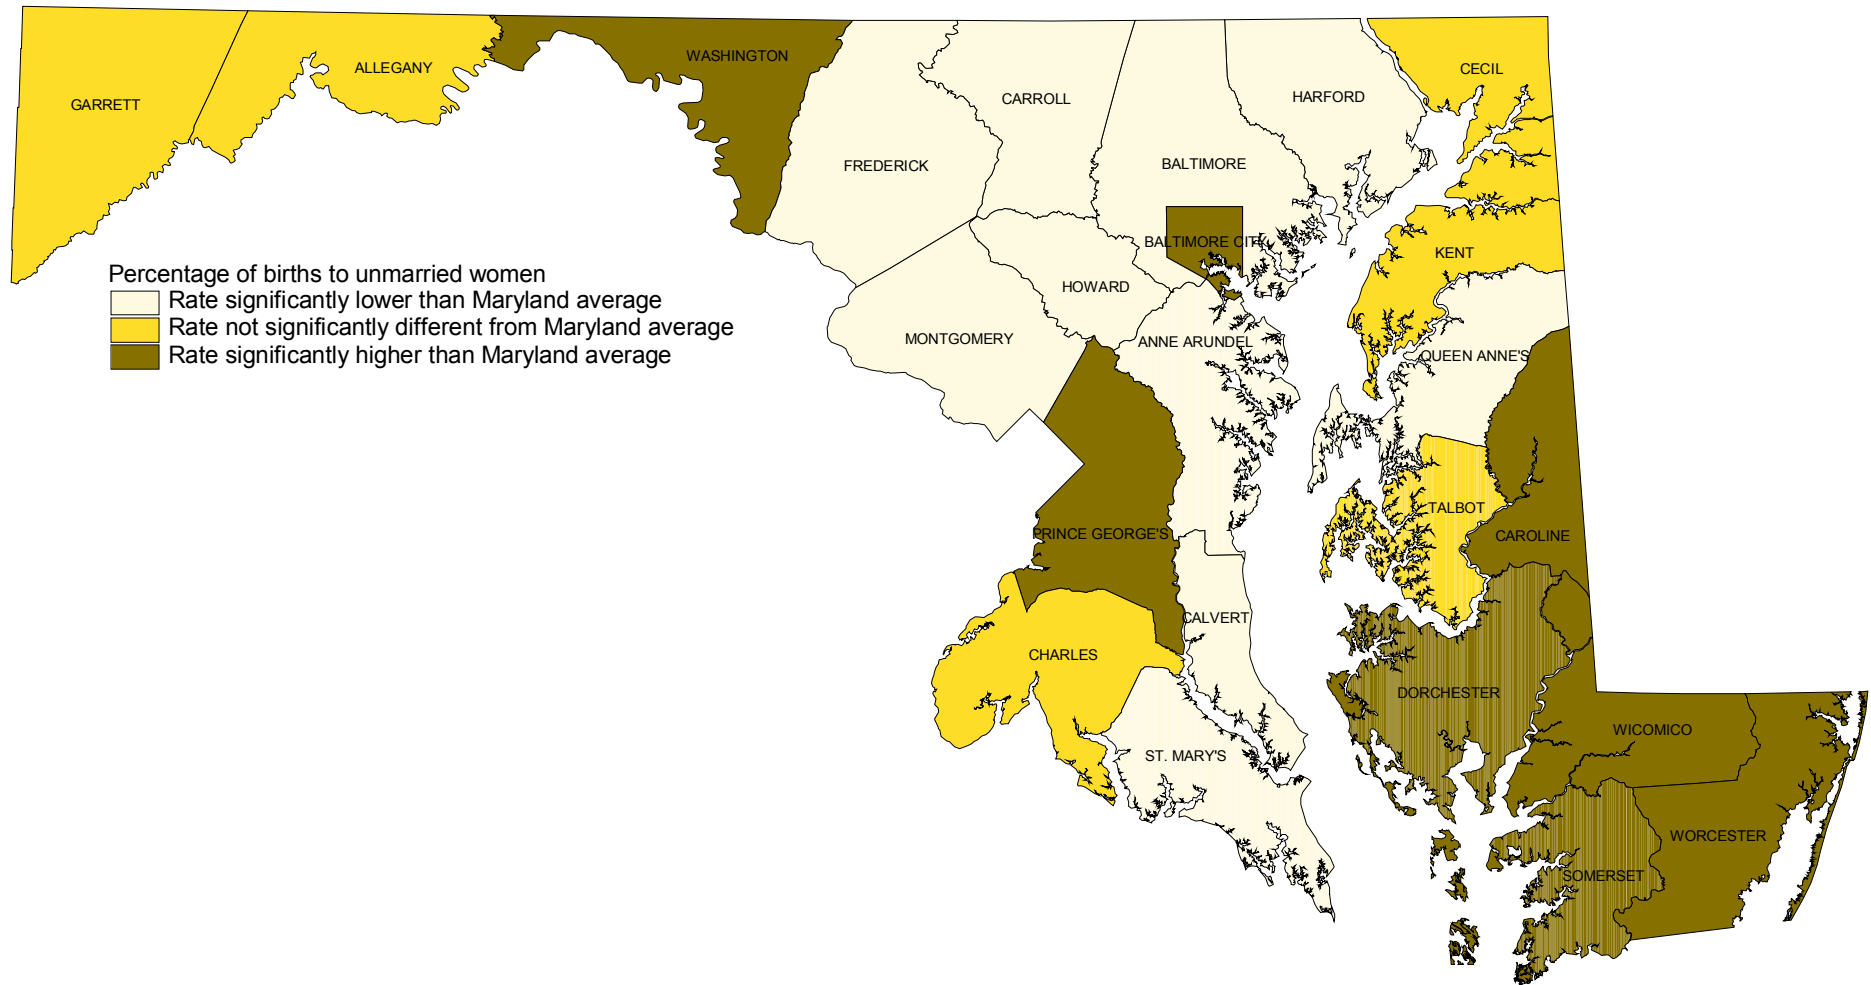 WASHINGTON
ALLEGANY
CECIL
GARRETT
CARROLL
HARFORD
FREDERICK
BALTIMORE
BALTIMORE CITY
KENT
Percentage of births to unmarried women
Rate significantly lower than Maryland average
Rate not significantly different from Maryland average
Rate significantly higher than Maryland average
HOWARD
MONTGOMERY
ANNE ARUNDEL
QUEEN ANNE'S
TALBOT
PRINCE GEORGE'S
CAROLINE
CALVERT
CHARLES
DORCHESTER
WICOMICO
ST. MARY'S
WORCESTER
SOMERSET